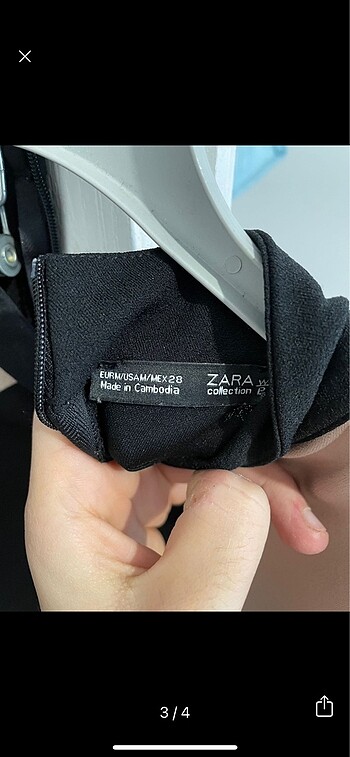 EUR M/USA M/MEX 28
Made in Cambodia
ZARA
collection
3 / 4